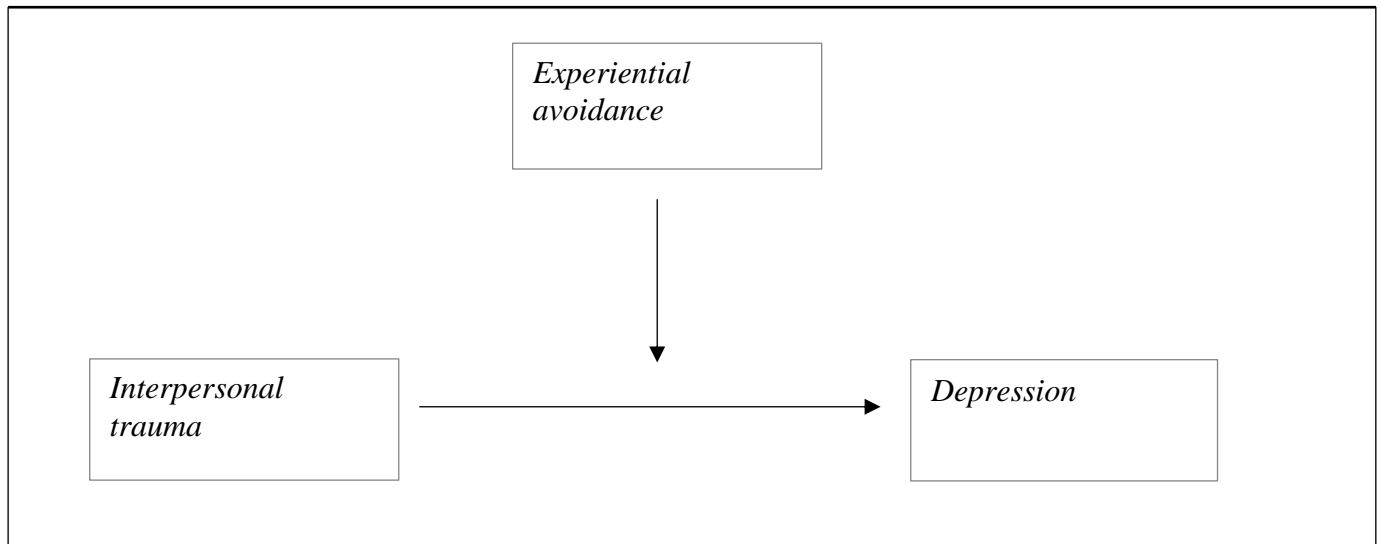 Experiential
avoidance
Interpersonal
trauma
Depression